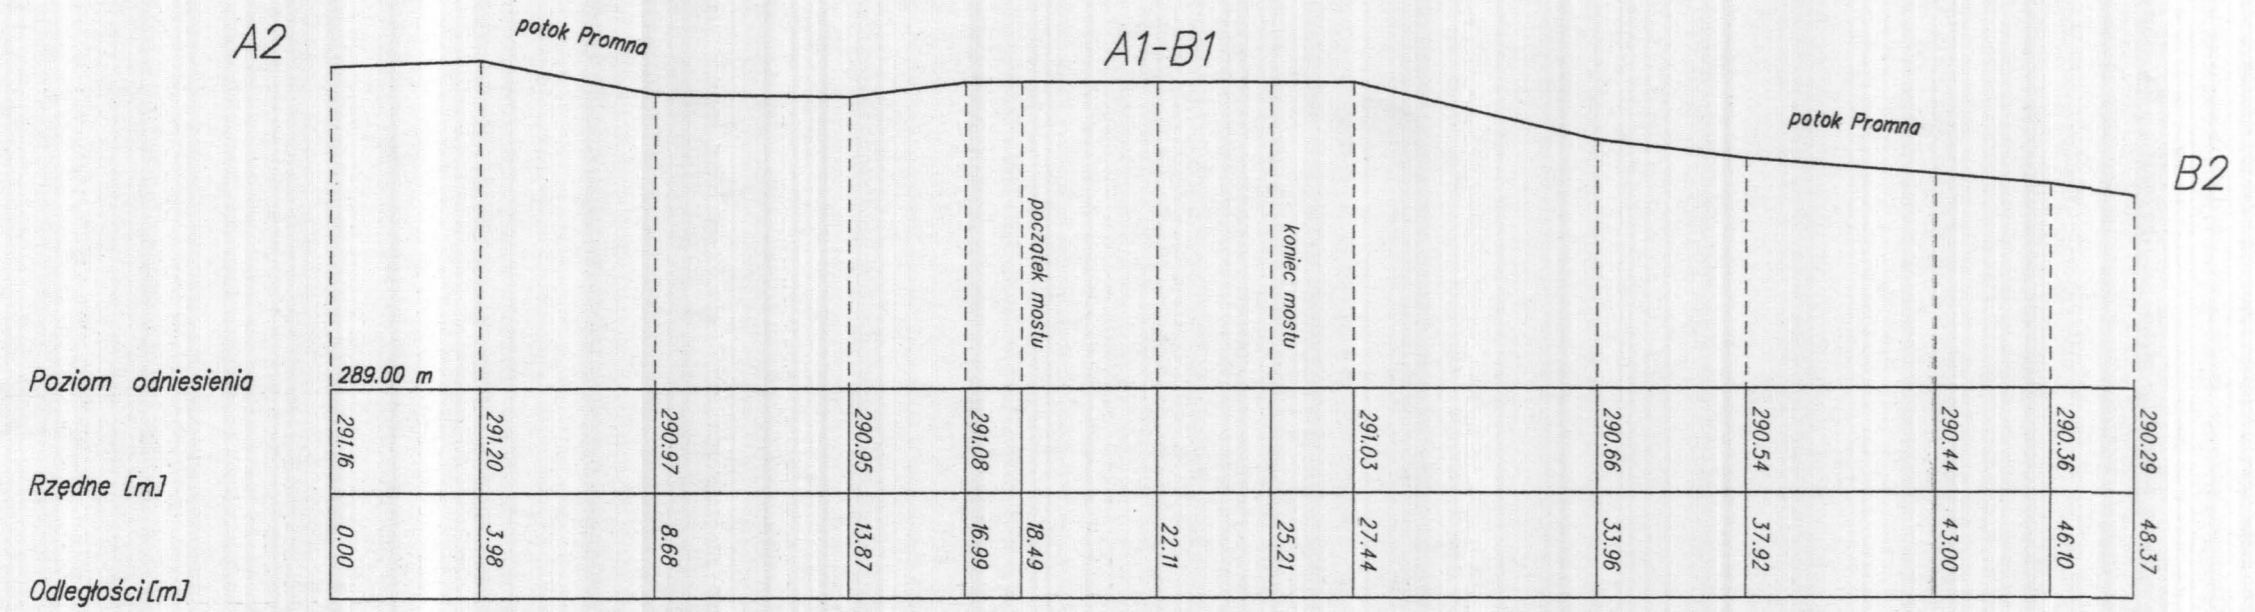 A2
potok Promna
A1-B1
potok Promna
B2
początek mostu
koniec mostu
Poziom odniesienia
289.00 m
Rzędne [m]
291.16 291.20 290.97 290.95 291.08 291.03 290.66 290.54 290.44 290.36 290.29
Odległości[m]
0.00 3.98 8.68 13.87 16.99 18.49 22.11 25.21 27.44 33.96 37.92 43.00 46.10 48.37